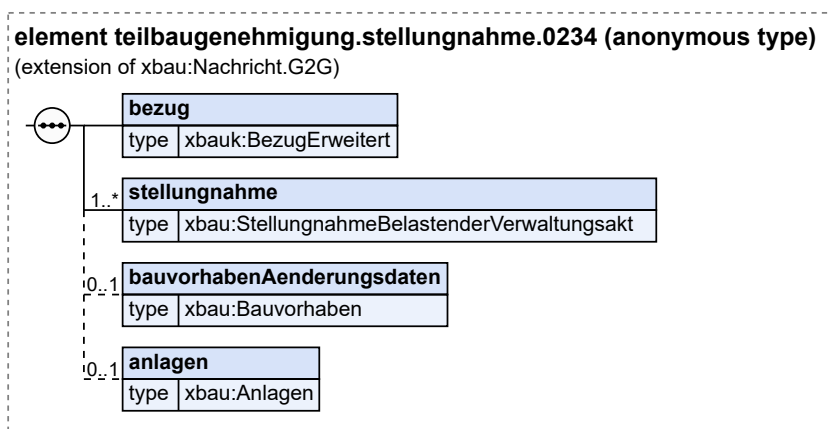 element teilbaugenehmigung.stellungnahme.0234 (anonymous type)
(extension of xbau:Nachricht.G2G)
bezug
type xbauk:BezugErweitert
1..* stellungnahme
type xbau:StellungnahmeBelastenderVerwaltungsakt
0..1 bauvorhabenAenderungsdaten
type xbau:Bauvorhaben
0..1 anlagen
type xbau:Anlagen